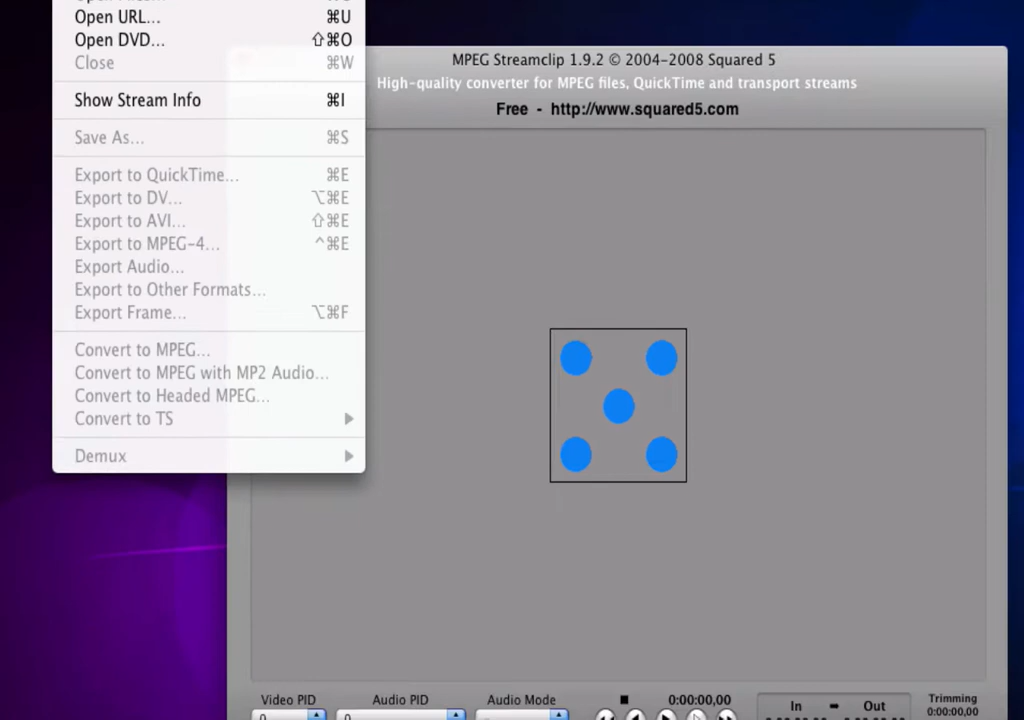 Open URL... ⌘U
Open DVD... ⇧⌘O
Close ⌘W
Show Stream Info ⌘I
Save As... ⌘S
Export to QuickTime... ⌘E
Export to DV... ⌥⌘E
Export to AVI... ⇧⌘E
Export to MPEG-4... ^⌘E
Export Audio...
Export to Other Formats...
Export Frame... ⌥⌘F
Convert to MPEG...
Convert to MPEG with MP2 Audio...
Convert to Headed MPEG...
Convert to TS
Demux
MPEG Streamclip 1.9.2 © 2004-2008 Squared 5
High-quality converter for MPEG files, QuickTime and transport streams
Free - http://www.squared5.com
Video PID Audio PID Audio Mode 0:00:00,00
In Out
Trimming
0:00:00,00